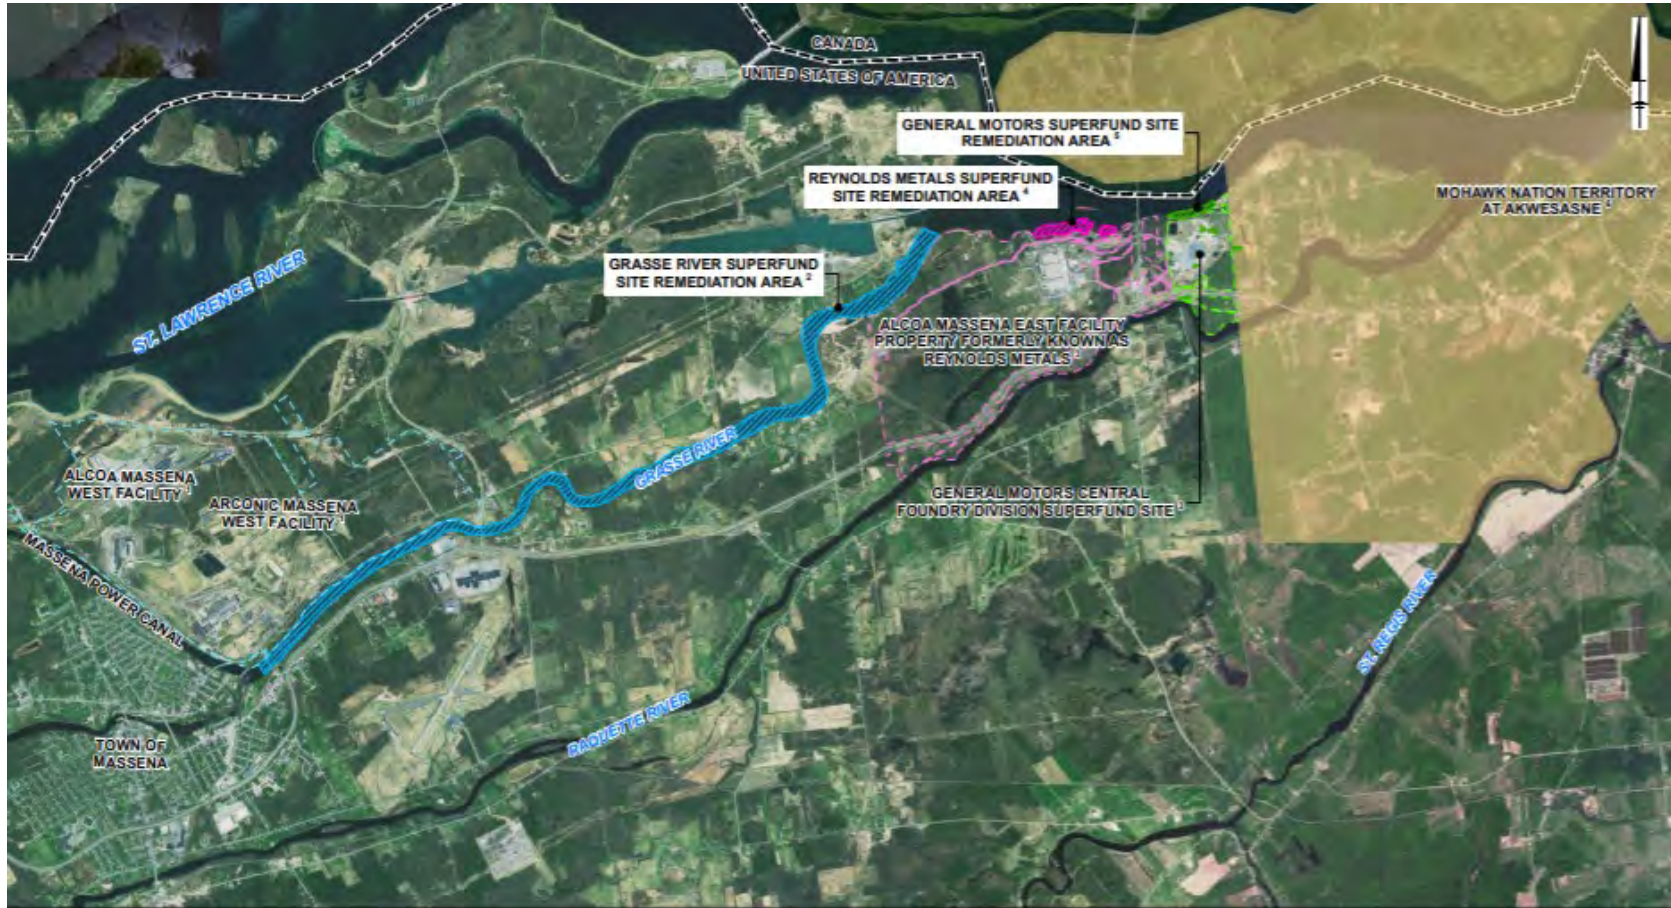 CANADA
UNITED STATES OF AMERICA
GENERAL MOTORS SUPERFUND SITE
REMEDIATION AREA 5
REYNOLDS METALS SUPERFUND
SITE REMEDIATION AREA 4
MOHAWK NATION TERRITORY
AT AKWESASNE
GRASSE RIVER SUPERFUND
SITE REMEDIATION AREA 2
ST. LAWRENCE RIVER
ALCOA MASSENA EAST FACILITY
PROPERTY FORMERLY KNOWN AS
REYNOLDS METALS
GRASSE RIVER
ALCOA MASSENA
WEST FACILITY
ARCONIC MASSENA
WEST FACILITY
GENERAL MOTORS CENTRAL
FOUNDRY DIVISION SUPERFUND SITE
MASSENA POWER CANAL
ST. REGIS RIVER
RAQUETTE RIVER
TOWN OF
MASSENA